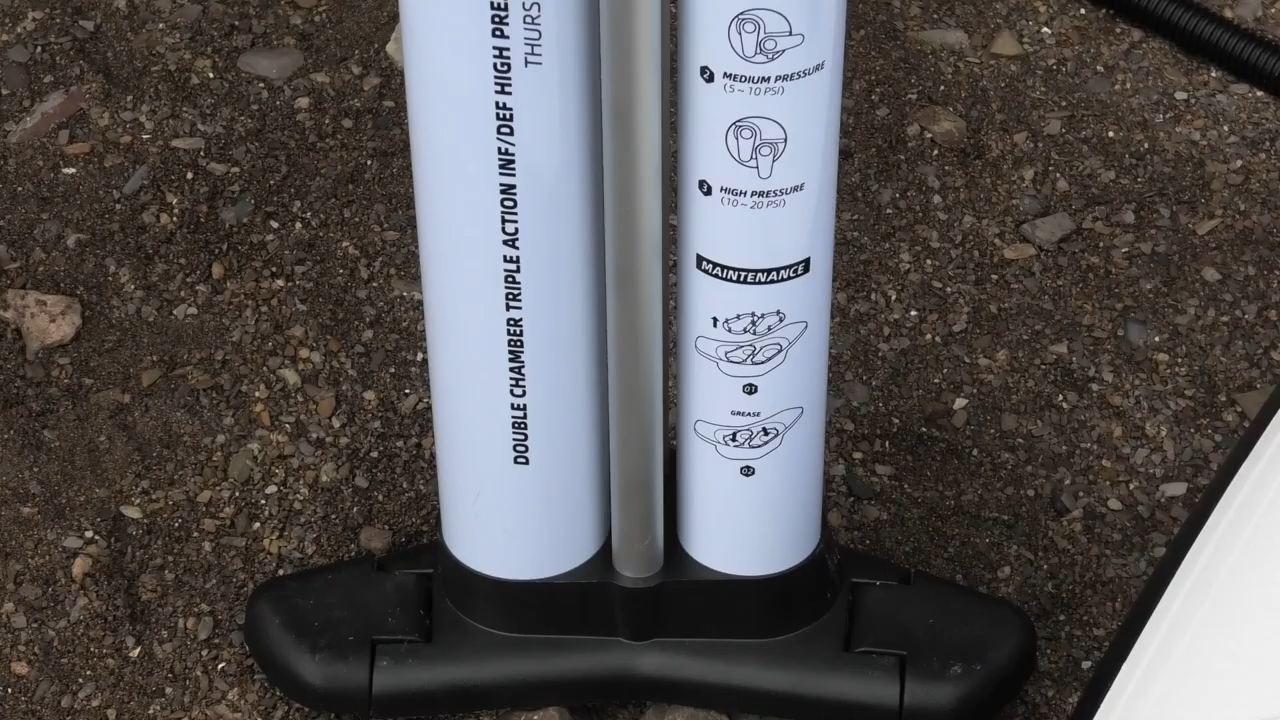 DOUBLE CHAMBER TRIPLE ACTION INF/DEF HIGH
THURS
2 MEDIUM PRESSURE
(5 ~ 10 PSI)
3 HIGH PRESSURE
(10 ~ 20 PSI)
MAINTENANCE
01
GREASE
02